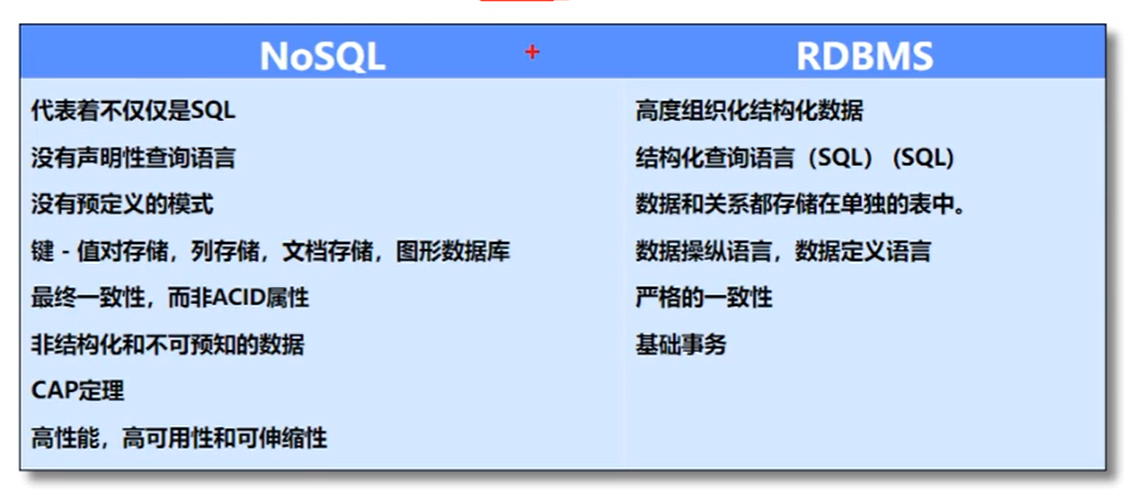 NoSQL
RDBMS
代表着不仅仅是SQL
没有声明性查询语言
没有预定义的模式
键 - 值对存储，列存储，文档存储，图形数据库
最终一致性，而非ACID属性
非结构化和不可预知的数据
CAP定理
高性能，高可用性和可伸缩性
高度组织化结构化数据
结构化查询语言（SQL） (SQL)
数据和关系都存储在单独的表中。
数据操纵语言，数据定义语言
严格的一致性
基础事务